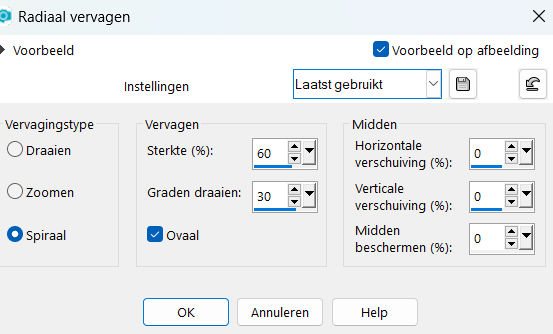 Radiaal vervagen
Voorbeeld
Voorbeeld op afbeelding
Instellingen
Laatst gebruikt
Vervagingstype
Draaien
Zoomen
Spiraal
Vervagen
Sterkte (%): 60
Graden draaien: 30
Ovaal
Midden
Horizontale
verschuiving (%): 0
Verticale
verschuiving (%): 0
Midden
beschermen (%): 0
OK
Annuleren
Help